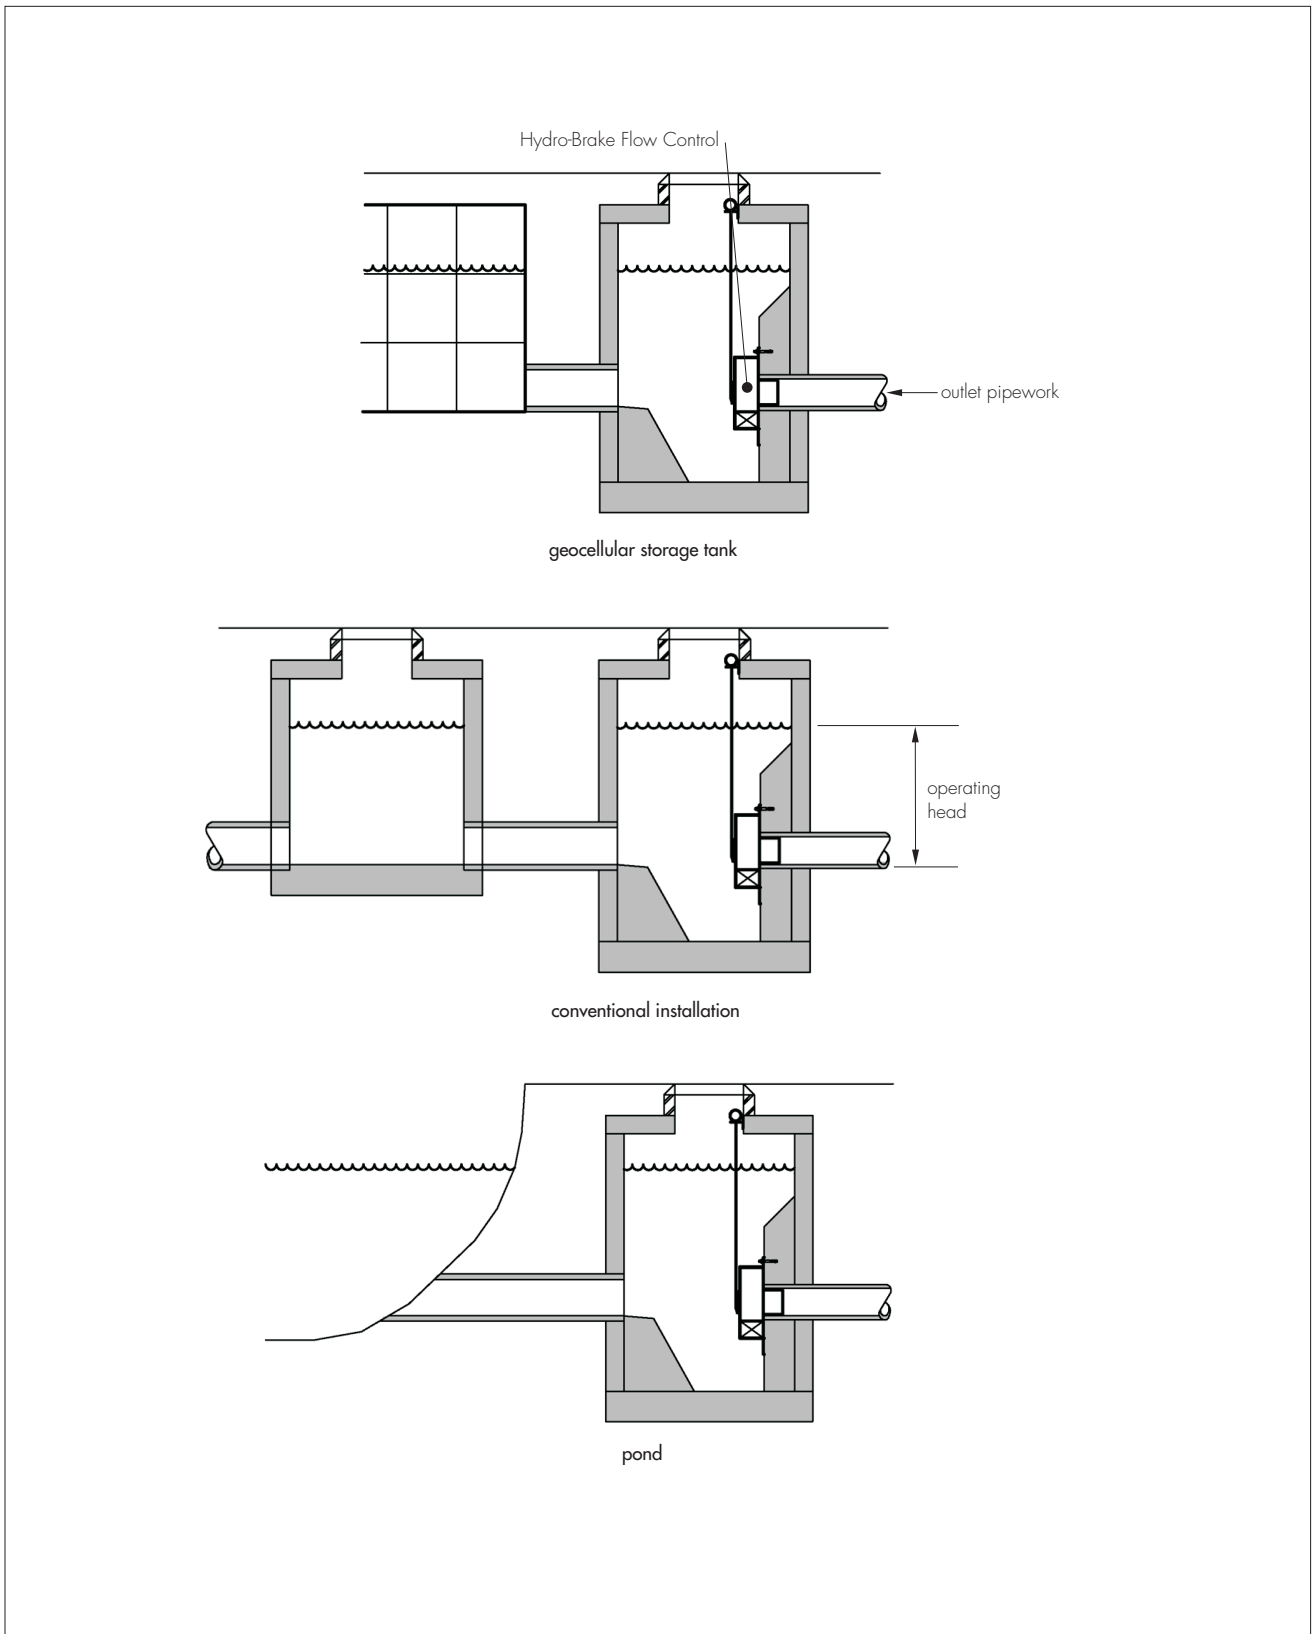 Hydro-Brake Flow Control
outlet pipework
geocellular storage tank
operating
head
conventional installation
pond